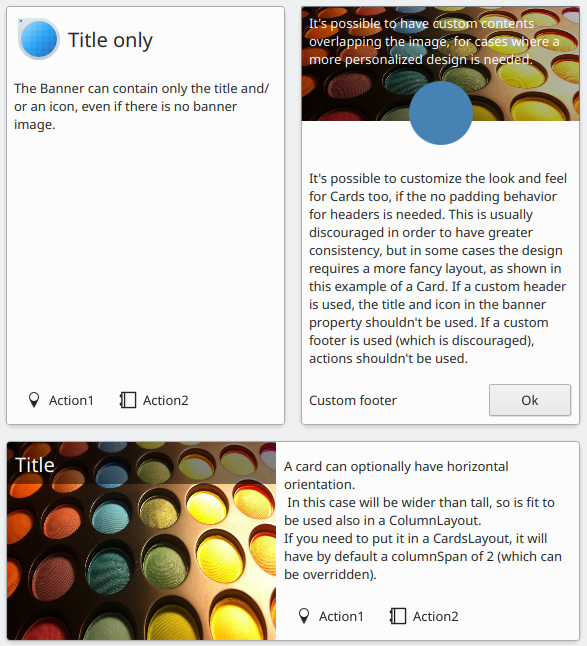 Title only
The Banner can contain only the title and/
or an icon, even if there is no banner
image.
Action1
Action2
It's possible to have custom contents
overlapping the image, for cases where a
more personalized design is needed.
It's possible to customize the look and feel
for Cards too, if the no padding behavior
for headers is needed. This is usually
discouraged in order to have greater
consistency, but in some cases the design
requires a more fancy layout, as shown in
this example of a Card. If a custom header
is used, the title and icon in the banner
property shouldn't be used. If a custom
footer is used (which is discouraged),
actions shouldn't be used.
Custom footer
Ok
Title
A card can optionally have horizontal
orientation.
In this case will be wider than tall, so is fit to
be used also in a ColumnLayout.
If you need to put it in a CardsLayout, it will
have by default a columnSpan of 2 (which can
be overridden).
Action1
Action2